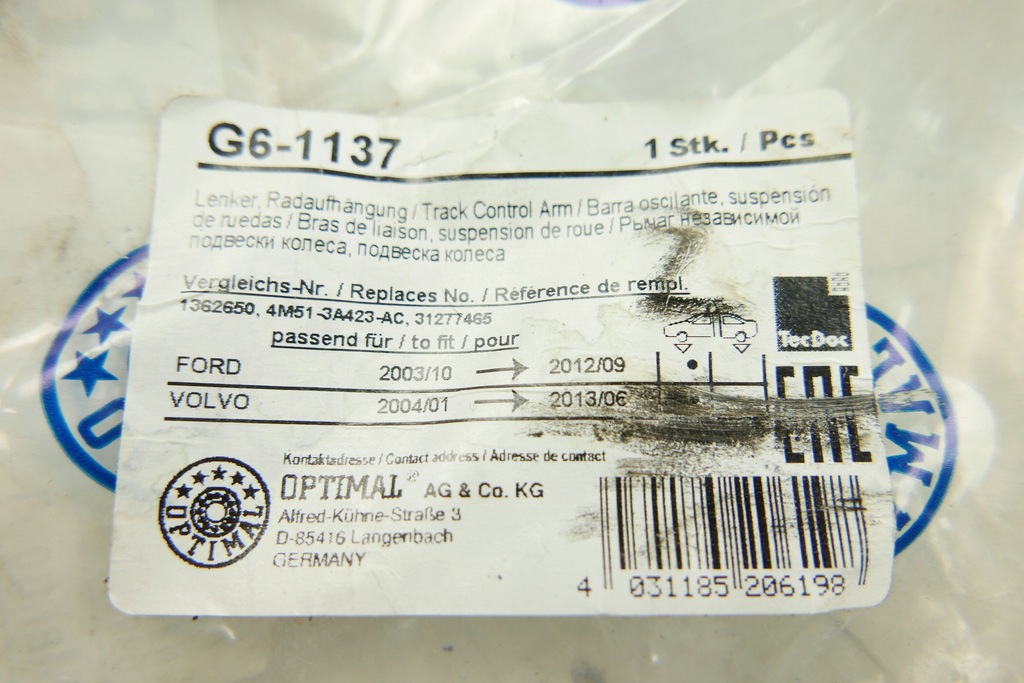 G6-1137
1 Stk. / Pcs
Lenker, Radaufhängung / Track Control Arm / Barra oscilante, suspensión
de ruedas / Bras de liaison, suspension de roue / Рычаг независимой
подвески колеса, подвеска колеса
Vergleichs-Nr. / Replaces No. / Référence de rempl.
1362650, 4M51-3A423-AC, 31277465
passend für / to fit / pour
TecDoc
FORD 2003/10 → 2012/09
VOLVO 2004/01 → 2013/06
EAC
Kontaktadresse / Contact address / Adresse de contact
OPTIMAL® AG & Co. KG
Alfred-Kühne-Straße 3
D-85416 Langenbach
GERMANY
OPTIMAL
4 031185 206198